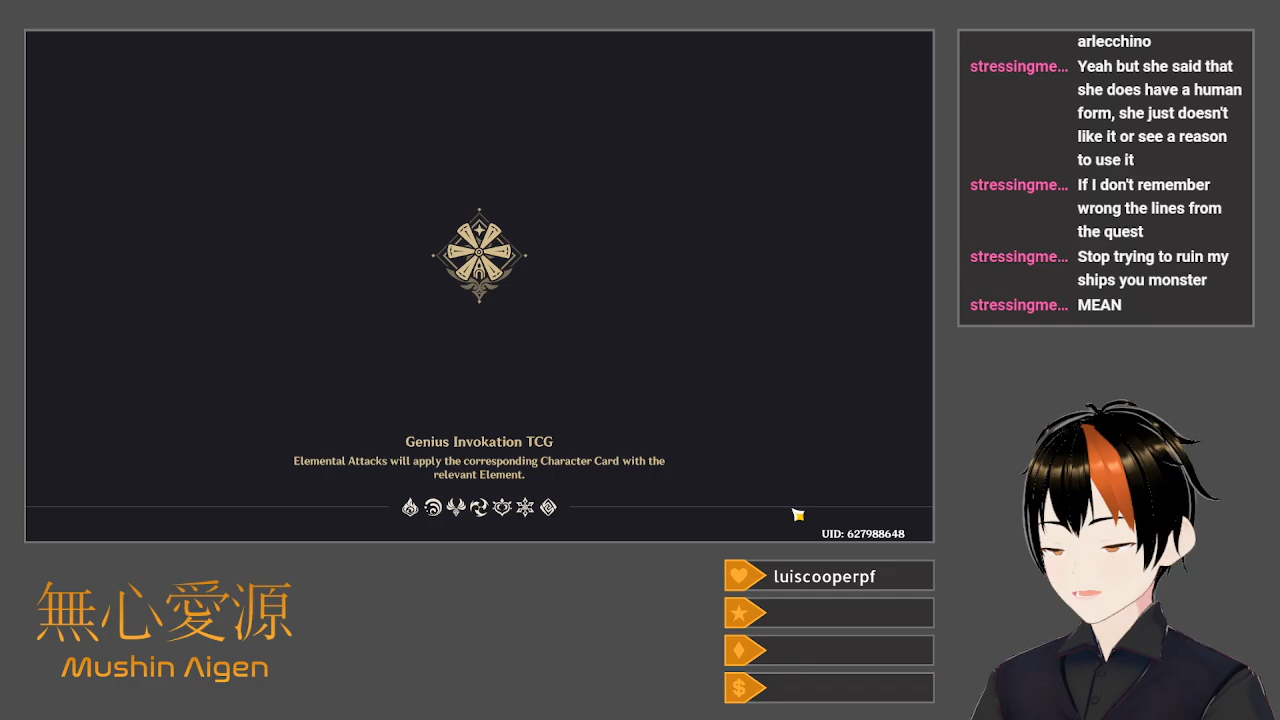 arlecchino
stressingme... Yeah but she said that
she does have a human
form, she just doesn't
like it or see a reason
to use it
stressingme... If I don't remember
wrong the lines from
the quest
stressingme... Stop trying to ruin my
ships you monster
stressingme... MEAN
Genius Invokation TCG
Elemental Attacks will apply the corresponding Character Card with the
relevant Element.
UID: 627988648
luiscooperpf
無心愛源
Mushin Aigen